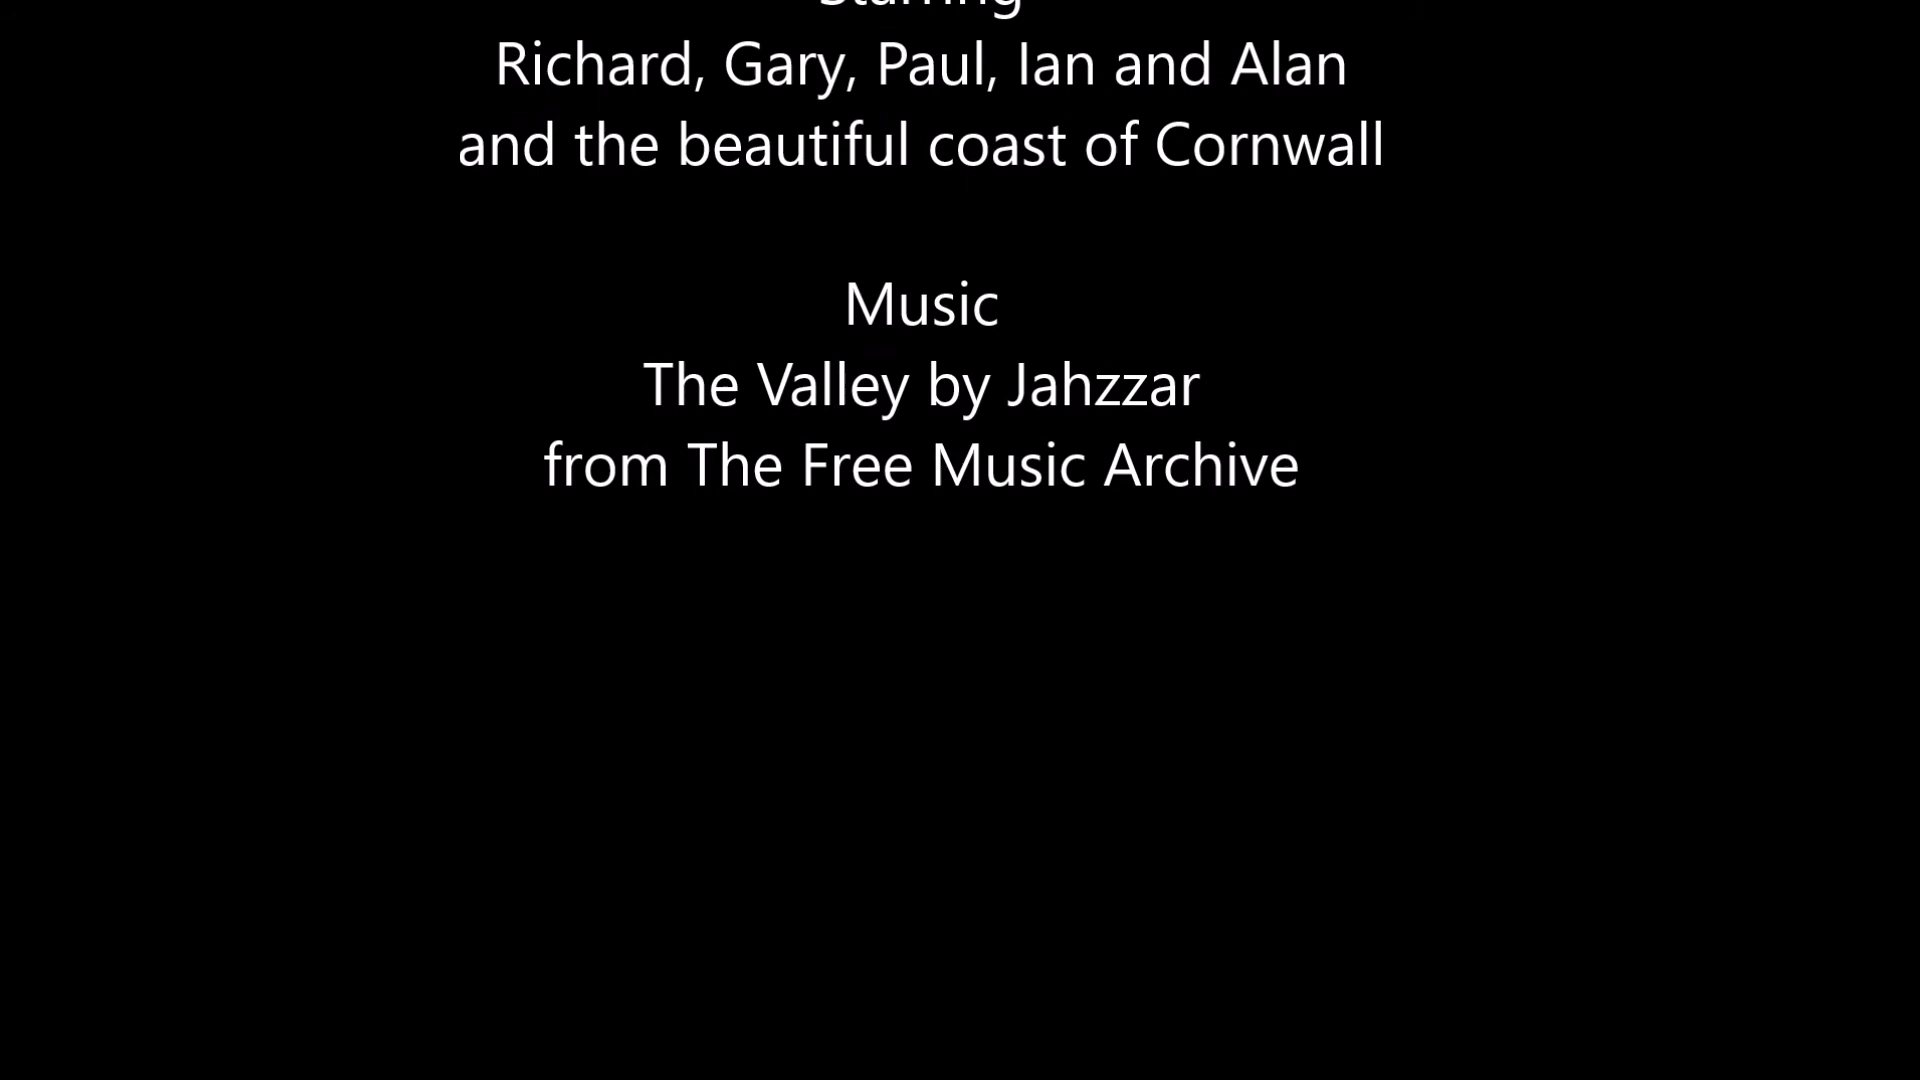 Starring
Richard, Gary, Paul, Ian and Alan
and the beautiful coast of Cornwall
Music
The Valley by Jahzzar
from The Free Music Archive